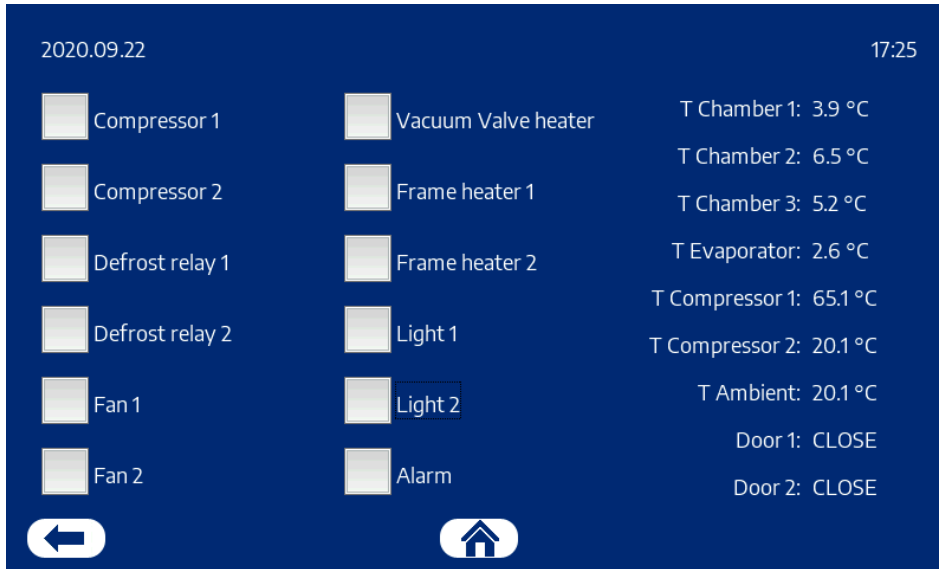 2020.09.22
17:25
Compressor 1
Compressor 2
Defrost relay 1
Defrost relay 2
Fan 1
Fan 2
Vacuum Valve heater
Frame heater 1
Frame heater 2
Light 1
Light 2
Alarm
T Chamber 1: 3.9 °C
T Chamber 2: 6.5 °C
T Chamber 3: 5.2 °C
T Evaporator: 2.6 °C
T Compressor 1: 65.1 °C
T Compressor 2: 20.1 °C
T Ambient: 20.1 °C
Door 1: CLOSE
Door 2: CLOSE